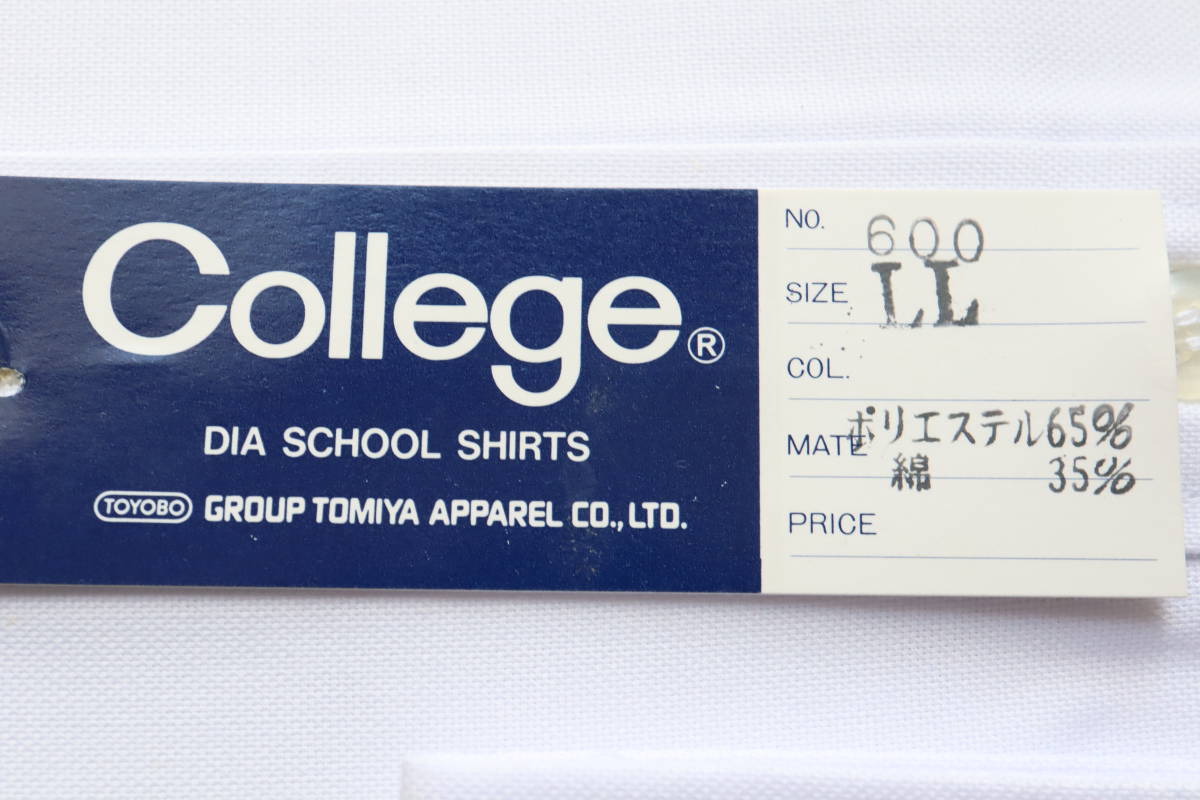 College®
DIA SCHOOL SHIRTS
TOYOBO GROUP TOMIYA APPAREL CO., LTD.
NO. 600
SIZE LL
COL.
MATE ポリエステル65%
綿 35%
PRICE